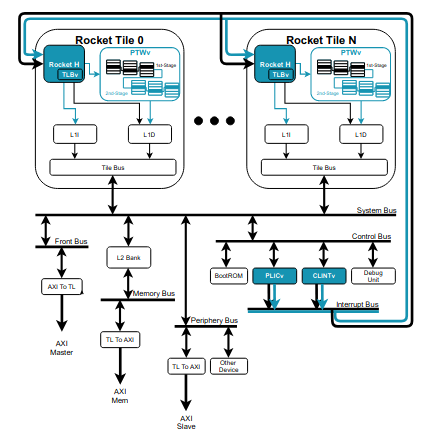 Rocket Tile 0
Rocket H
TLBv
PTWv
1st-Stage
2nd-Stage
L1I
L1D
Tile Bus
Rocket Tile N
Rocket H
TLBv
PTWv
1st-Stage
2nd-Stage
L1I
L1D
Tile Bus
System Bus
Front Bus
Control Bus
AXI To TL
L2 Bank
BootROM
PLICv
CLINTv
Debug
Unit
Memory Bus
Interrupt Bus
Periphery Bus
TL To AXI
AXI
Master
TL To AXI
Other
Device
AXI
Mem
AXI
Slave